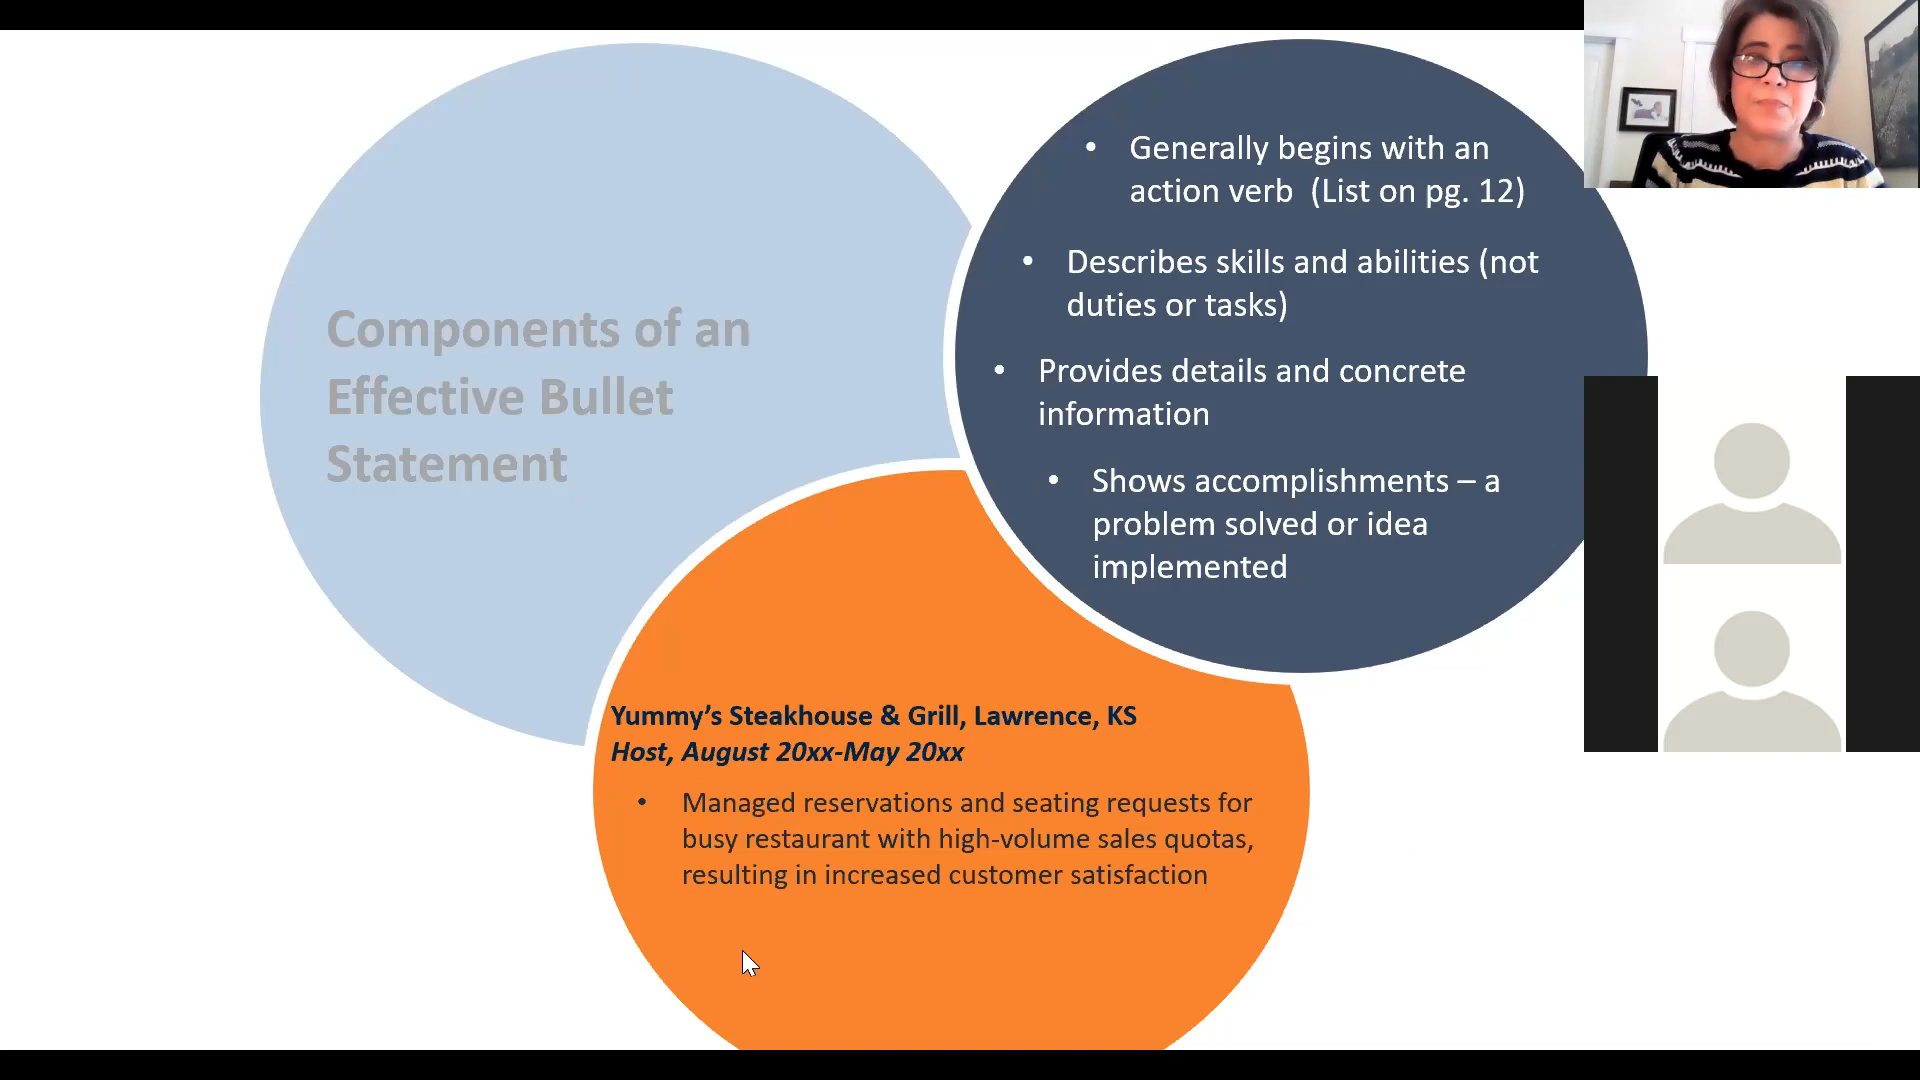 Components of an
Effective Bullet
Statement
• Generally begins with an
action verb (List on pg. 12)
• Describes skills and abilities (not
duties or tasks)
• Provides details and concrete
information
• Shows accomplishments – a
problem solved or idea
implemented
Yummy’s Steakhouse & Grill, Lawrence, KS
Host, August 20xx-May 20xx
• Managed reservations and seating requests for
busy restaurant with high-volume sales quotas,
resulting in increased customer satisfaction